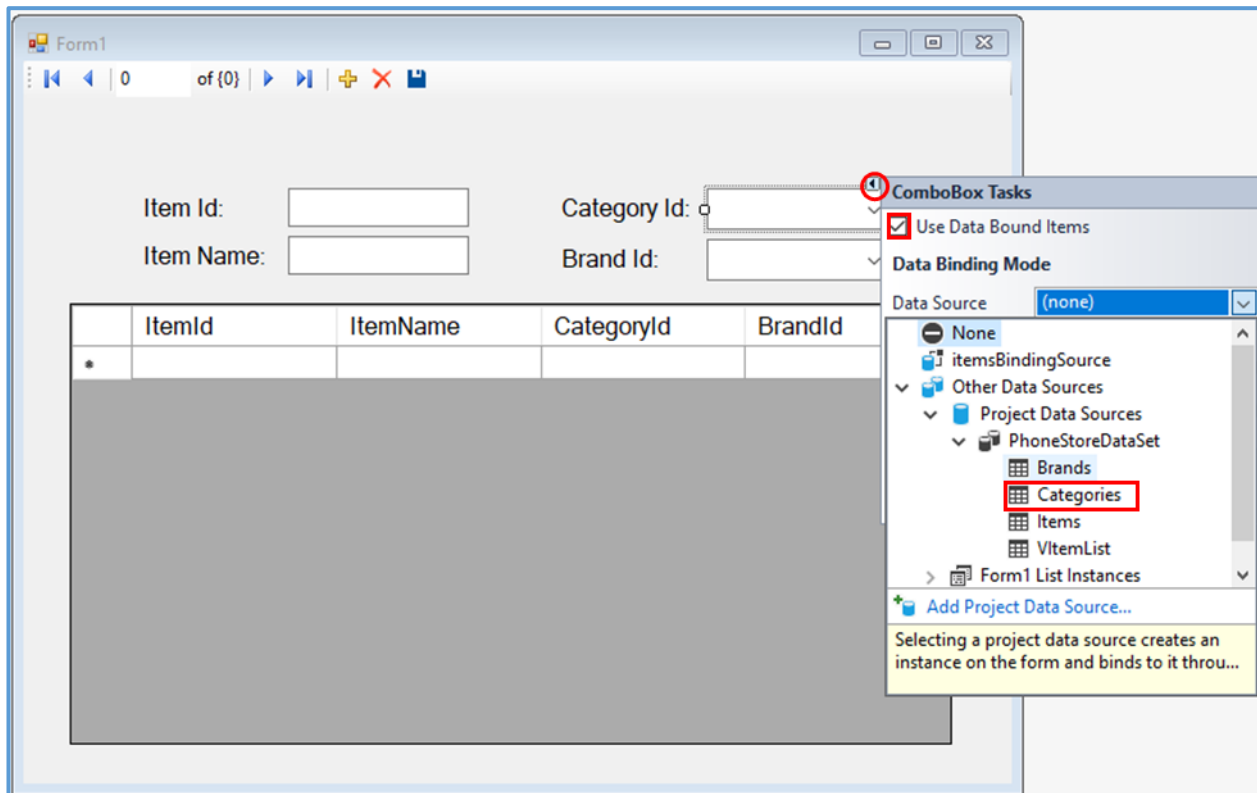 Form1
0 of {0}
Item Id:
Category Id:
Item Name:
Brand Id:
ItemId ItemName CategoryId BrandId
*
ComboBox Tasks
Use Data Bound Items
Data Binding Mode
Data Source (none)
None
itemsBindingSource
Other Data Sources
Project Data Sources
PhoneStoreDataSet
Brands
Categories
Items
VItemList
Form1 List Instances
Add Project Data Source...
Selecting a project data source creates an
instance on the form and binds to it throu...